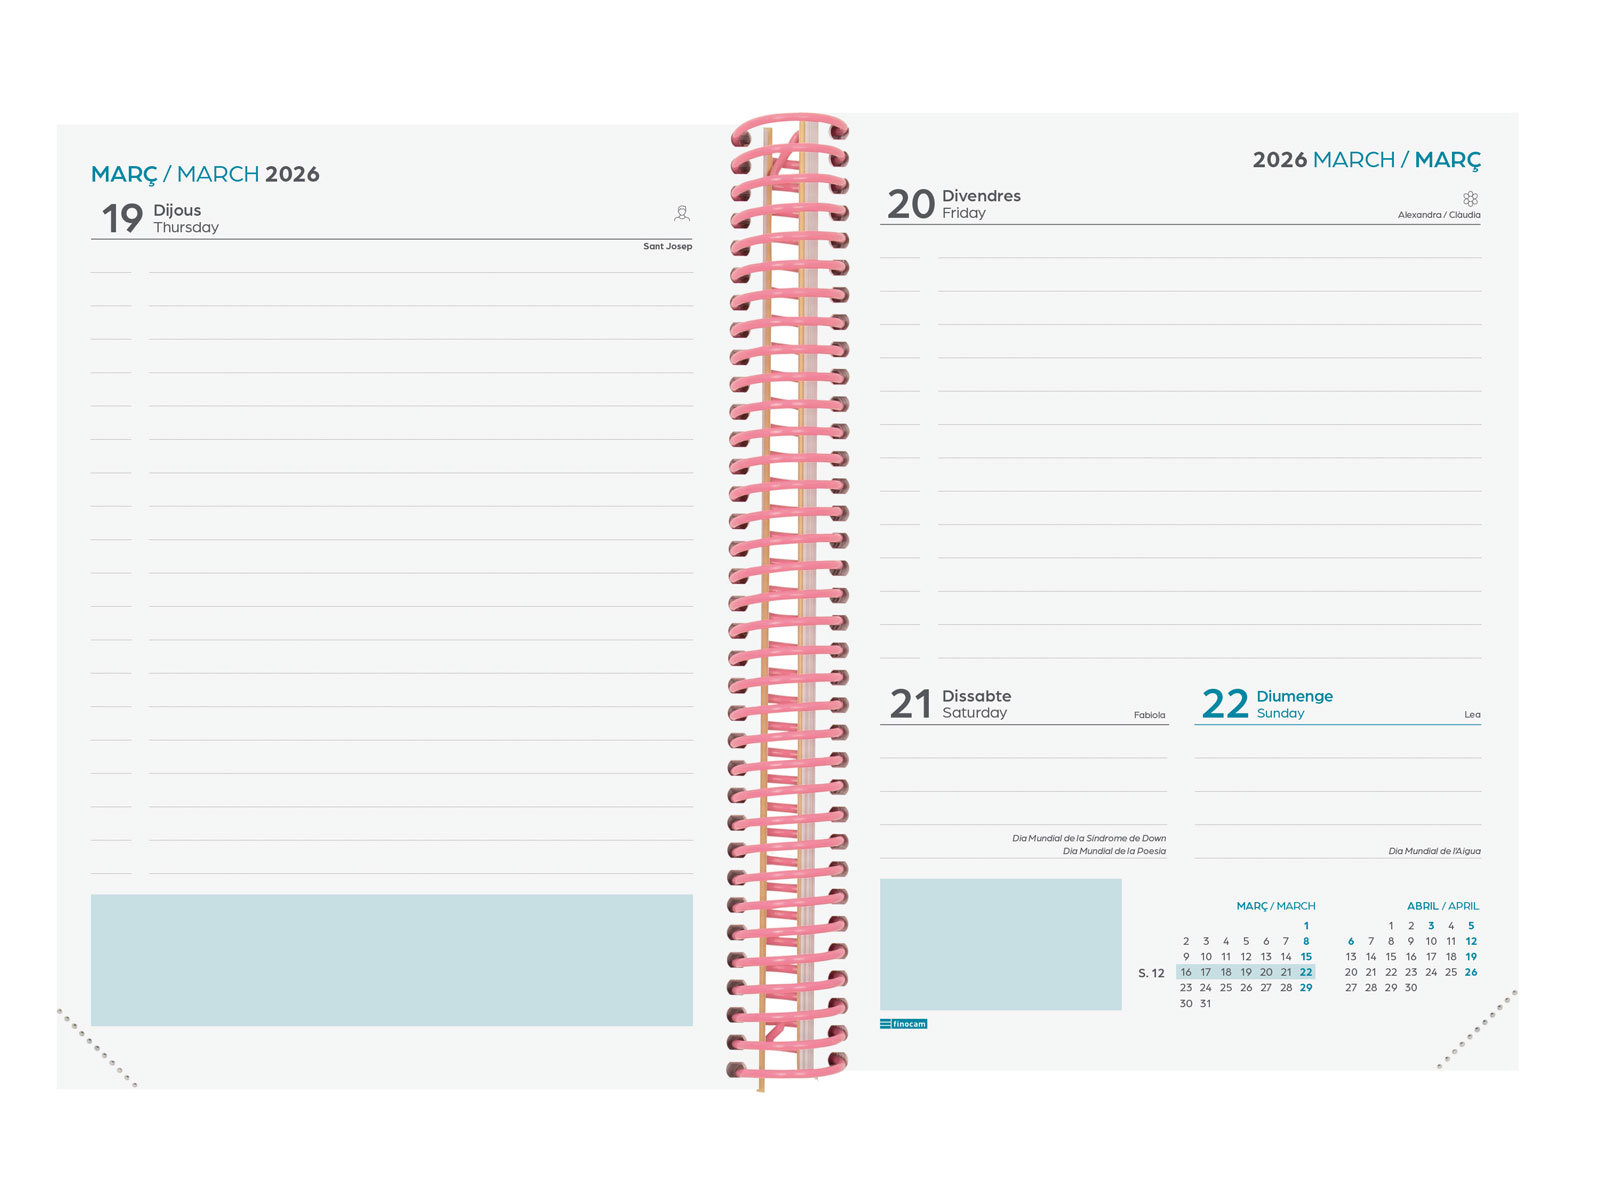 MARÇ / MARCH 2026
19 Dijous
Thursday
Sant Josep
2026 MARCH / MARÇ
20 Divendres
Friday
Alexandra / Clàudia
21 Dissabte
Saturday
Fabiola
22 Diumenge
Sunday
Lea
Dia Mundial de la Síndrome de Down
Dia Mundial de la Poesia
Dia Mundial de l'Aigua
MARÇ / MARCH
1
2 3 4 5 6 7 8
9 10 11 12 13 14 15
S. 12 16 17 18 19 20 21 22
23 24 25 26 27 28 29
30 31
ABRIL / APRIL
1 2 3 4 5
6 7 8 9 10 11 12
13 14 15 16 17 18 19
20 21 22 23 24 25 26
27 28 29 30
finocam